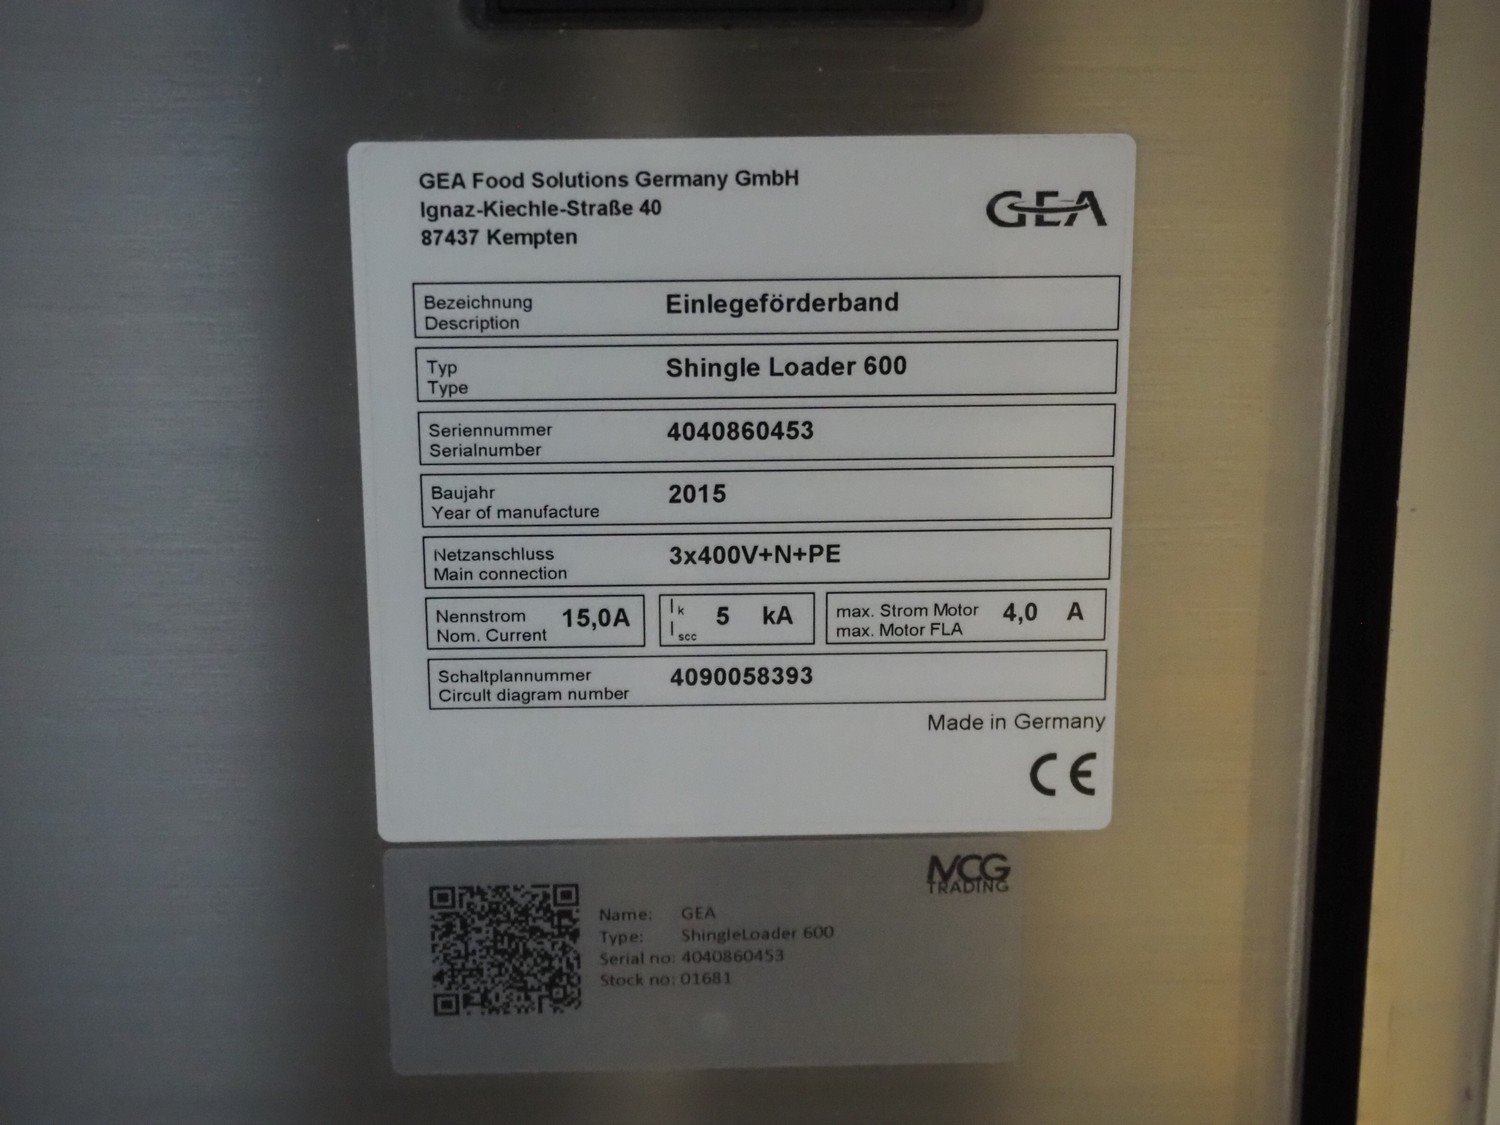 GEA Food Solutions Germany GmbH
Ignaz-Kiechle-Straße 40
87437 Kempten
GEA
Bezeichnung
Description
Einlegeförderband
Typ
Type
Shingle Loader 600
Seriennummer
Serialnumber
4040860453
Baujahr
Year of manufacture
2015
Netzanschluss
Main connection
3x400V+N+PE
Nennstrom
Nom. Current
15,0A
Ik
Iscc
5 kA
max. Strom Motor
max. Motor FLA
4,0 A
Schaltplannummer
Circult diagram number
4090058393
Made in Germany
CE
MCG
TRADING
Name: GEA
Type: ShingleLoader 600
Serial no: 4040860453
Stock no: 01681